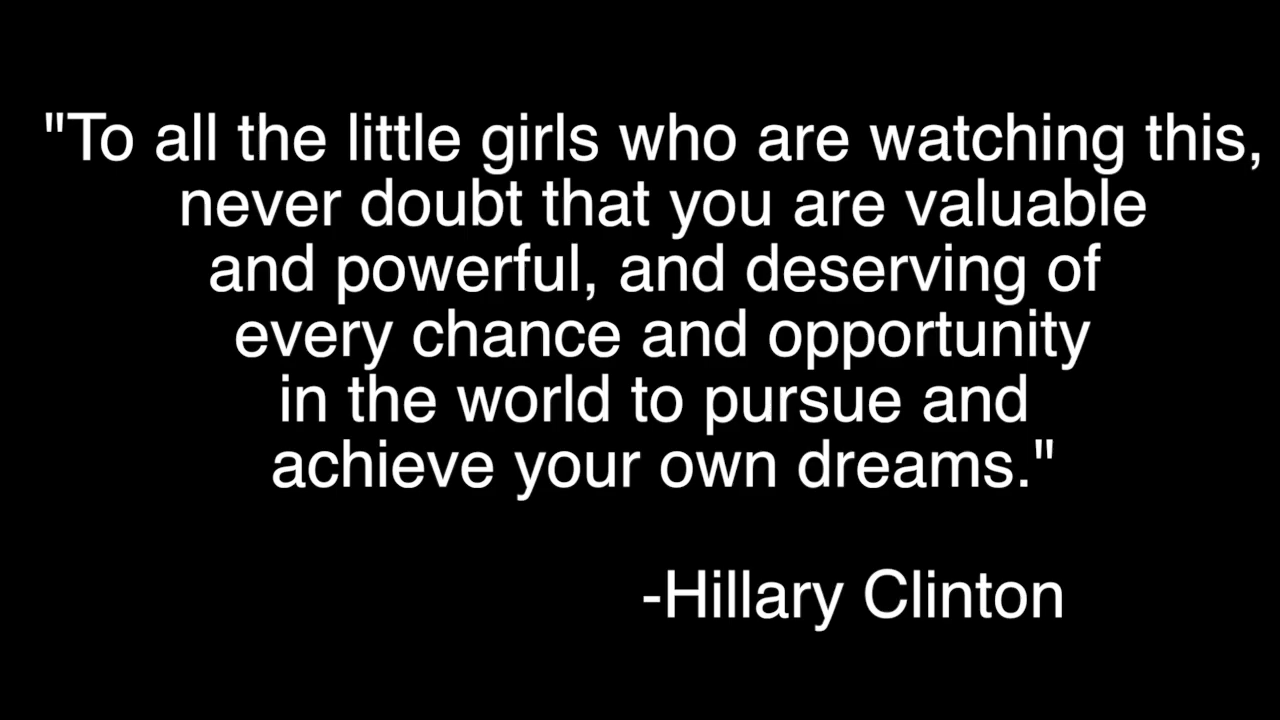 "To all the little girls who are watching this,
never doubt that you are valuable
and powerful, and deserving of
every chance and opportunity
in the world to pursue and
achieve your own dreams."
-Hillary Clinton